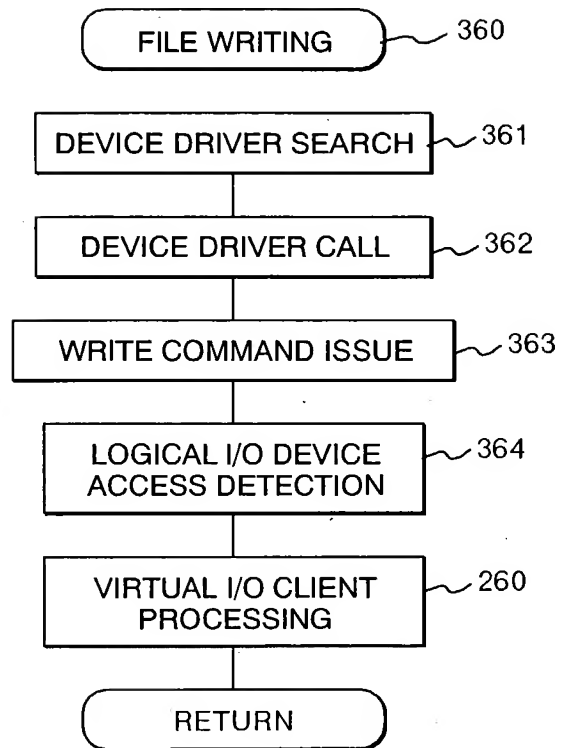 FILE WRITING 360
DEVICE DRIVER SEARCH 361
DEVICE DRIVER CALL 362
WRITE COMMAND ISSUE 363
LOGICAL I/O DEVICE 364
ACCESS DETECTION
VIRTUAL I/O CLIENT 260
PROCESSING
RETURN